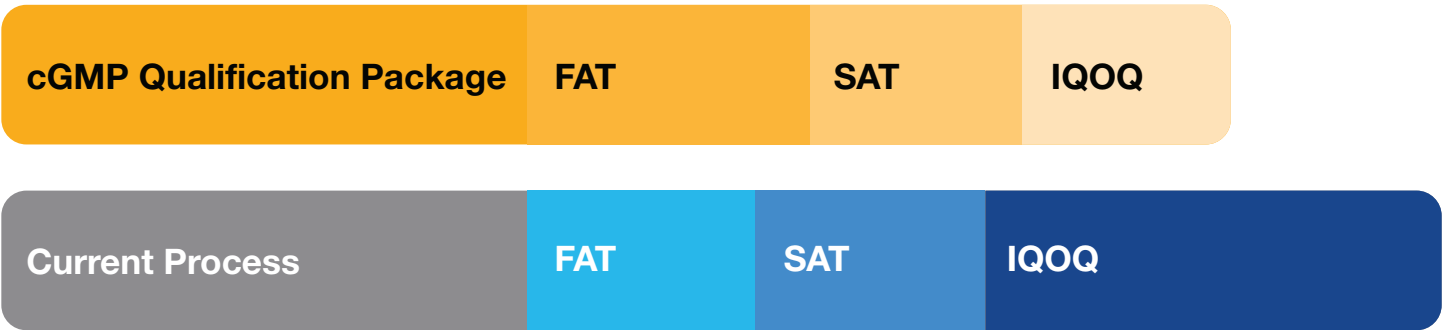 cGMP Qualification Package FAT SAT IQOQ
Current Process FAT SAT IQOQ